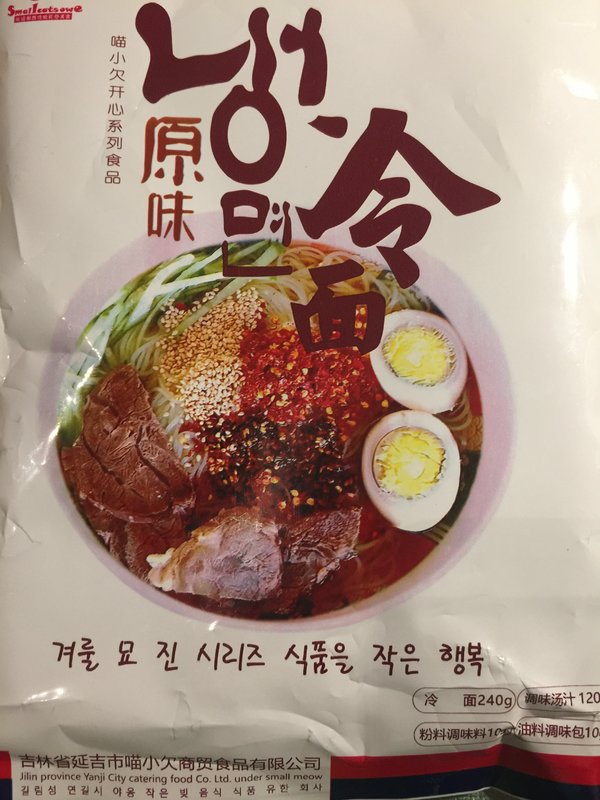 SmallCatsowe
喵小欠开心系列食品
原味
냉면
冷面
겨룰 묘 진 시리즈 식품을 작은 행복
冷 面240g 调味汤汁120
粉料调味料10g 油料调味包10
吉林省延吉市喵小欠商贸食品有限公司
Jilin province Yanji City catering food Co. Ltd. under small meow
길림성 연길시 야옹 작은 빚 음식 식품 유한 회사